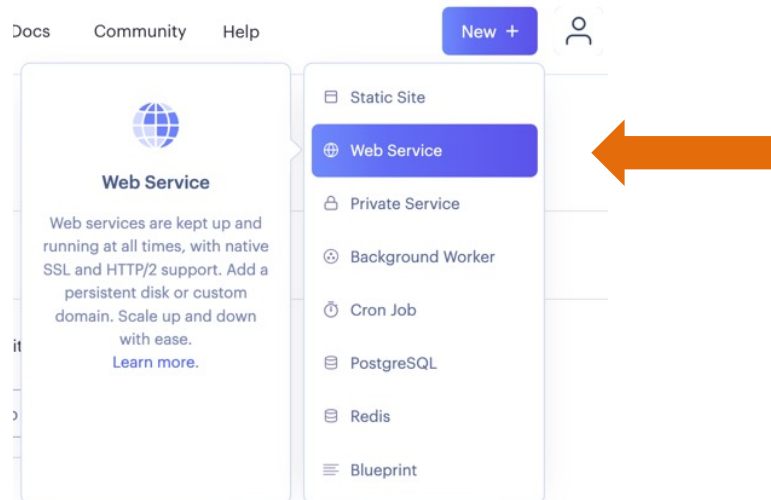 Docs Community Help New +
Web Service
Web services are kept up and
running at all times, with native
SSL and HTTP/2 support. Add a
persistent disk or custom
domain. Scale up and down
with ease.
Learn more.
Static Site
Web Service
Private Service
Background Worker
Cron Job
PostgreSQL
Redis
Blueprint